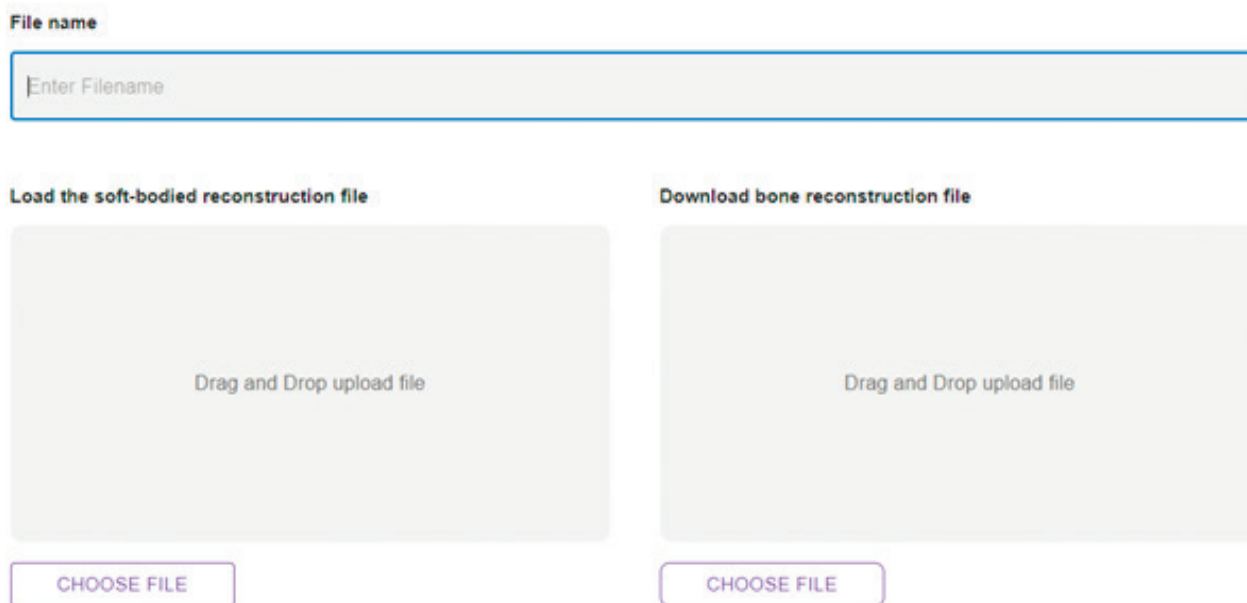 File name
Enter Filename
Load the soft-bodied reconstruction file
Download bone reconstruction file
Drag and Drop upload file
Drag and Drop upload file
CHOOSE FILE
CHOOSE FILE